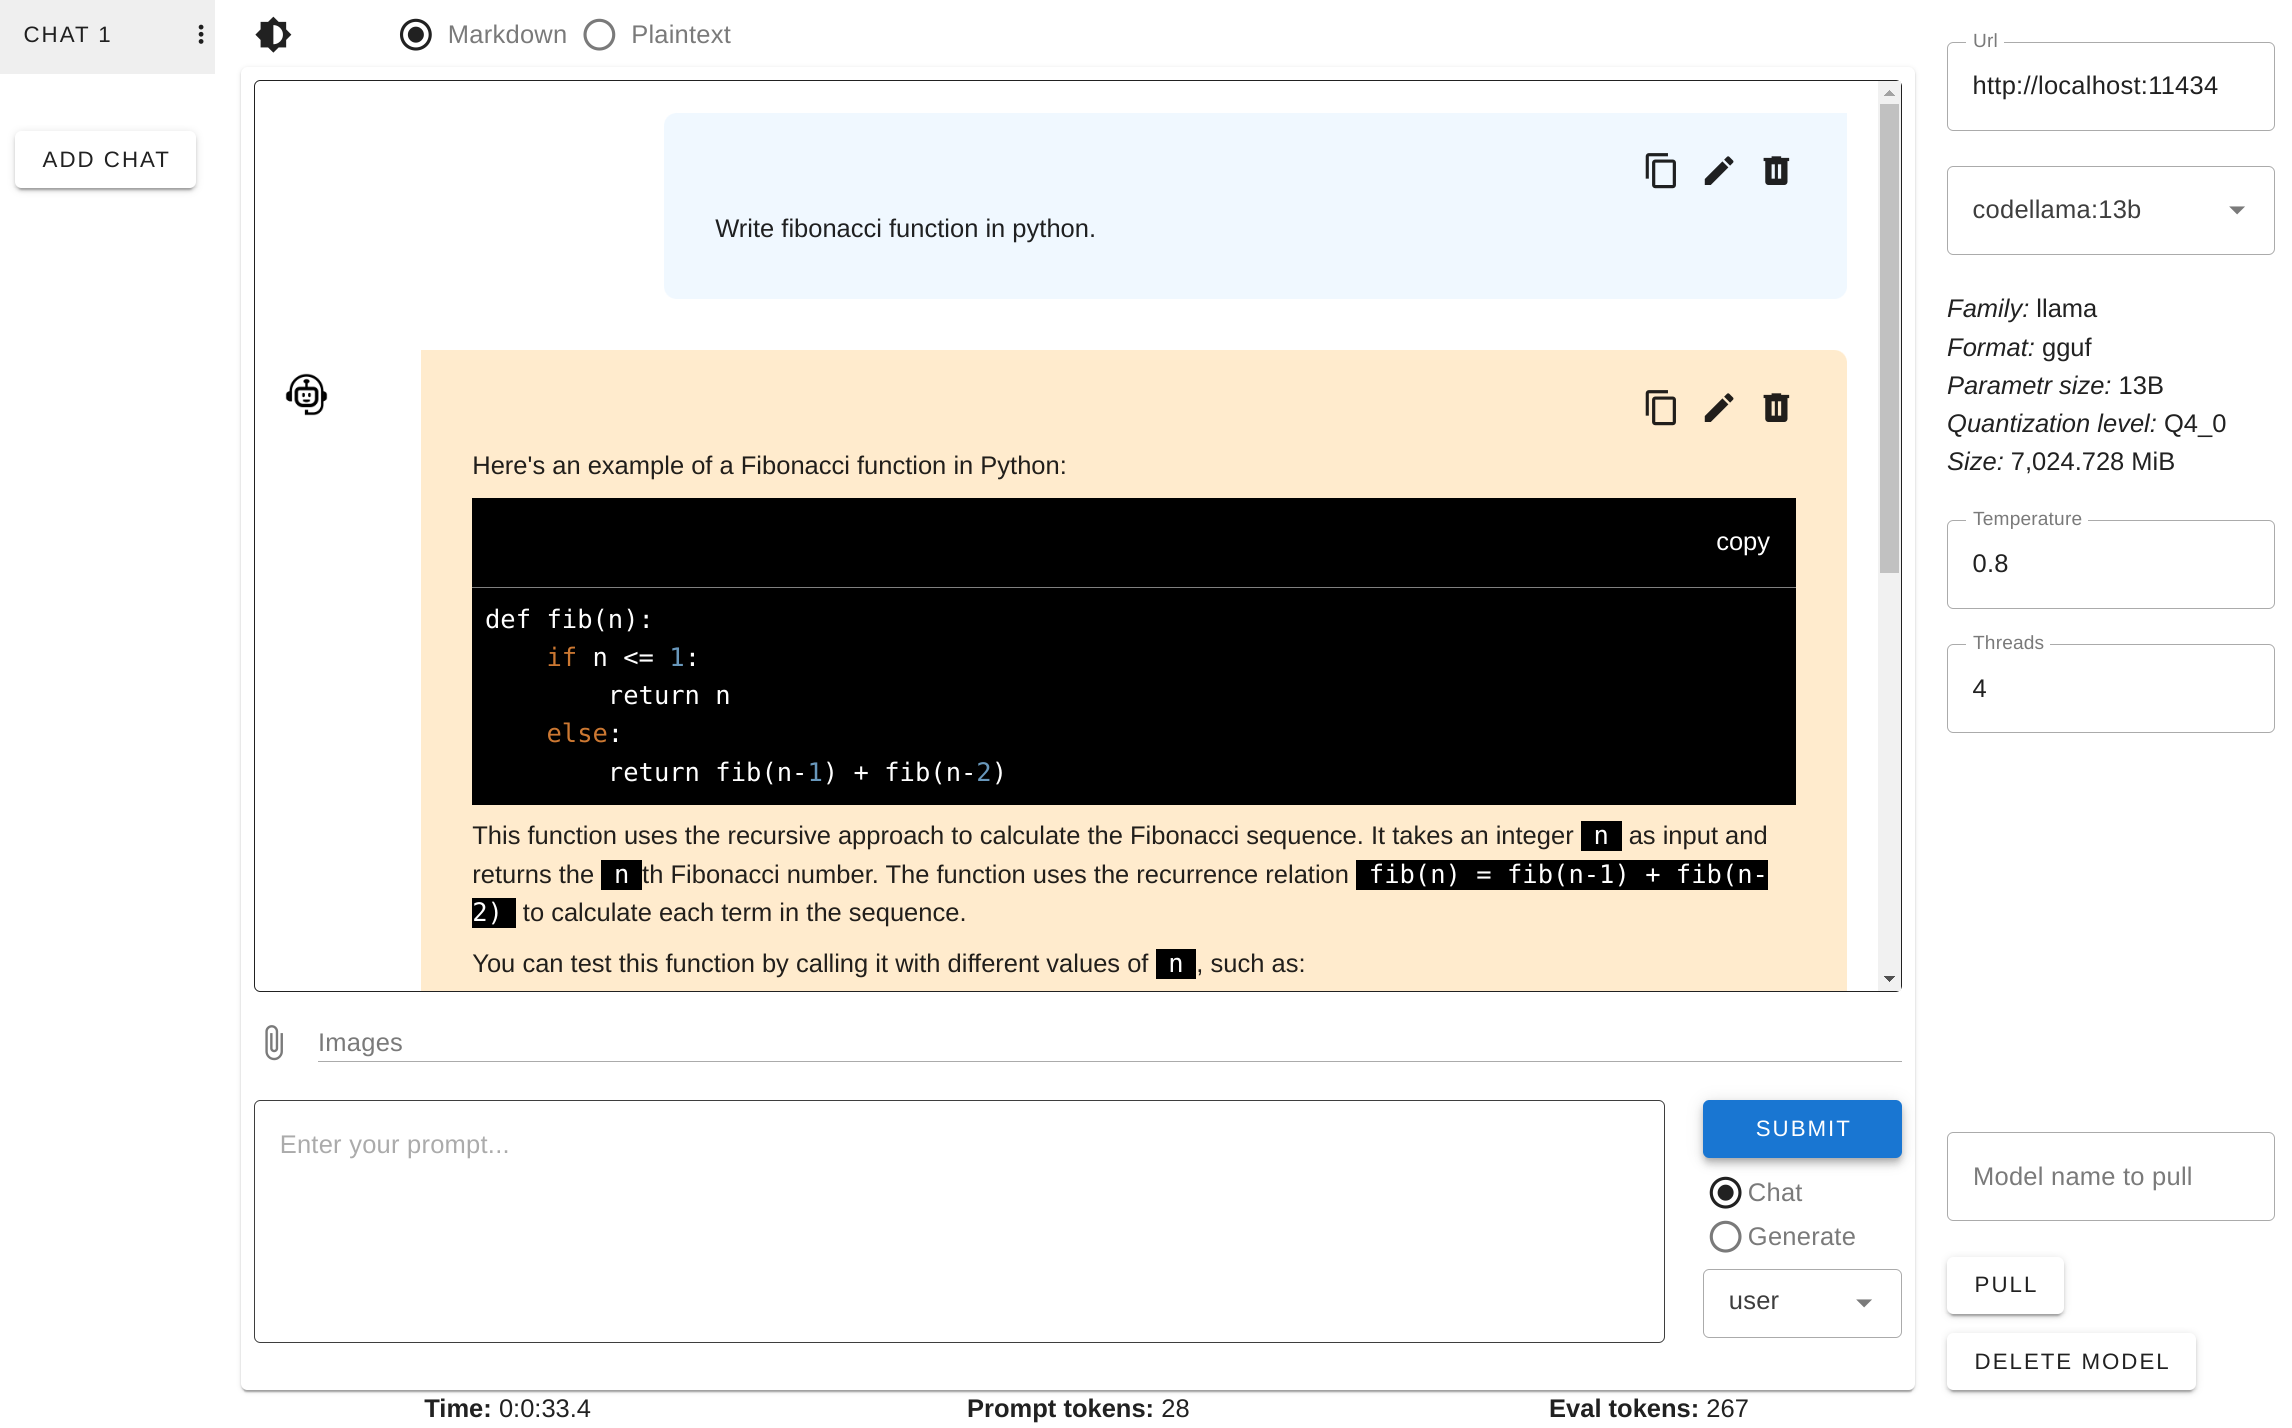 CHAT 1
ADD CHAT
Markdown
Plaintext
Write fibonacci function in python.
Here's an example of a Fibonacci function in Python:
copy
def fib(n):
    if n <= 1:
        return n
    else:
        return fib(n-1) + fib(n-2)
This function uses the recursive approach to calculate the Fibonacci sequence. It takes an integer n as input and
returns the n th Fibonacci number. The function uses the recurrence relation fib(n) = fib(n-1) + fib(n-
2) to calculate each term in the sequence.
You can test this function by calling it with different values of n , such as:
Images
Enter your prompt...
SUBMIT
Chat
Generate
user
Time: 0:0:33.4
Prompt tokens: 28
Eval tokens: 267
Url
http://localhost:11434
codellama:13b
Family: llama
Format: gguf
Parametr size: 13B
Quantization level: Q4_0
Size: 7,024.728 MiB
Temperature
0.8
Threads
4
Model name to pull
PULL
DELETE MODEL